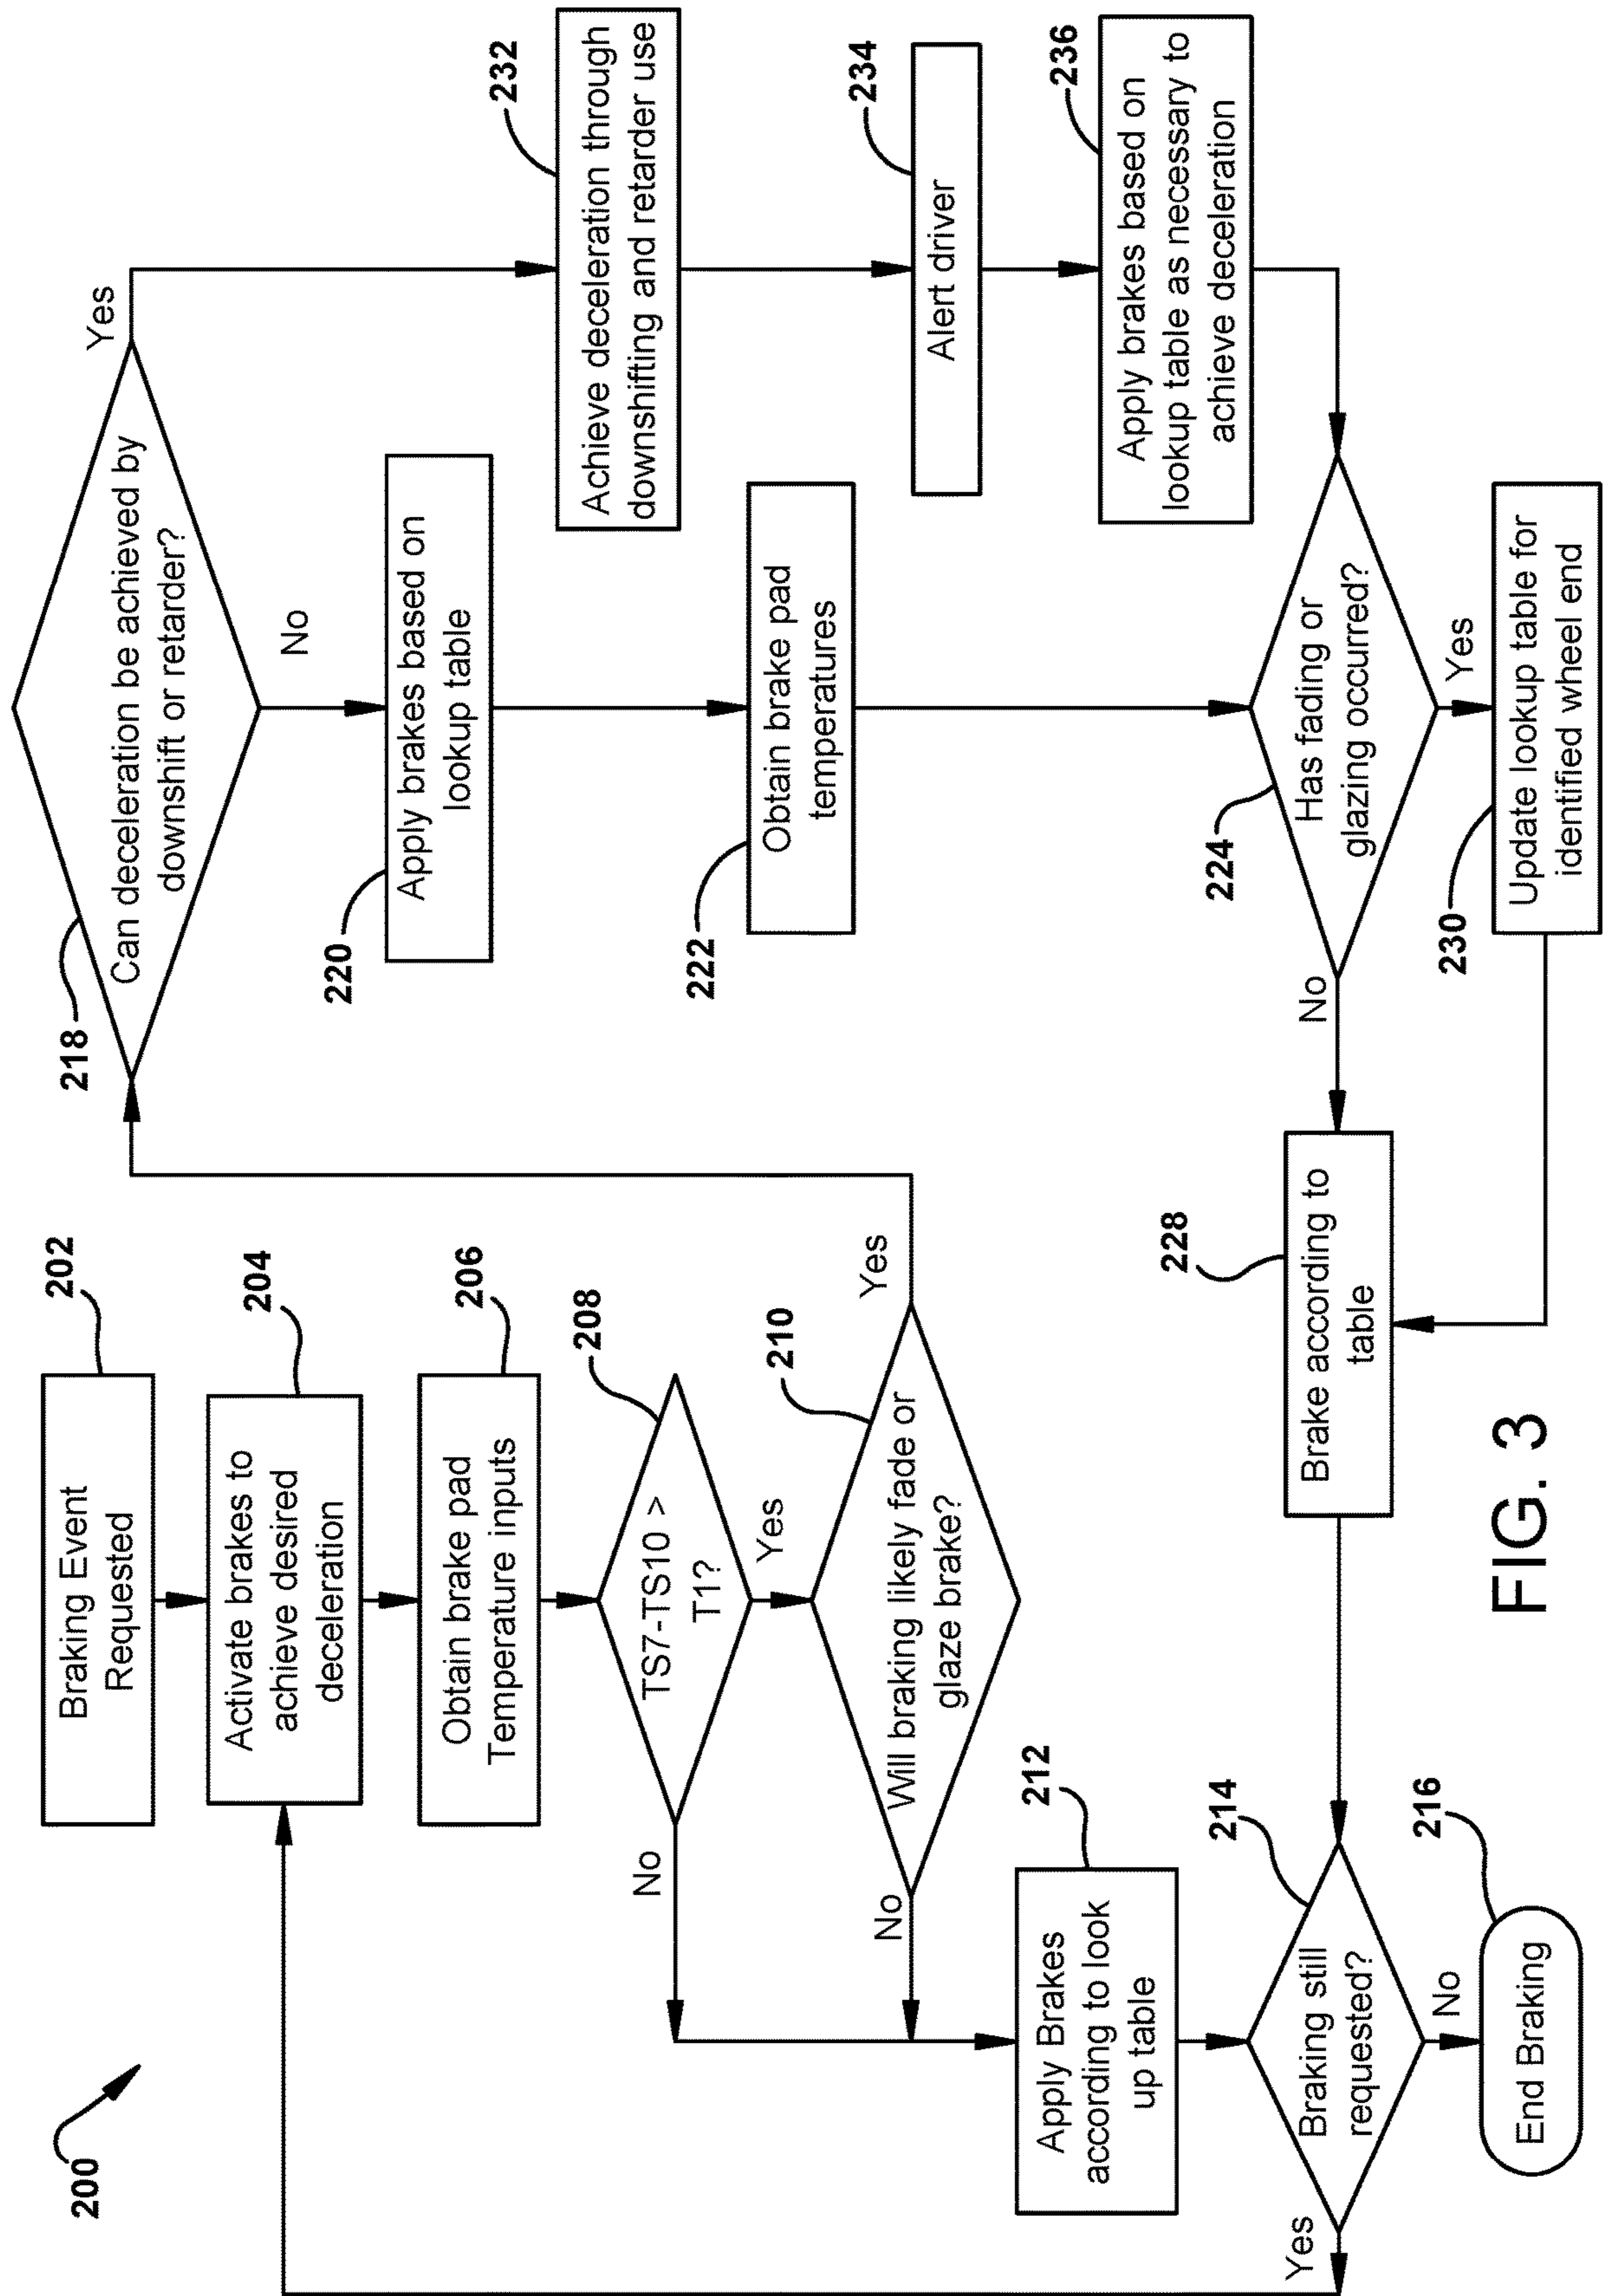 200
202
Braking Event
Requested
204
Activate brakes to
achieve desired
deceleration
206
Obtain brake pad
Temperature inputs
208
TS7-TS10 >
T1?
No
Yes
210
Will braking likely fade or
glaze brake?
No
Yes
212
Apply Brakes
according to look
up table
214
Braking still
requested?
Yes
No
216
End Braking
218
Can deceleration be achieved by
downshift or retarder?
Yes
No
220
Apply brakes based on
lookup table
222
Obtain brake pad
temperatures
224
Has fading or
glazing occurred?
No
Yes
228
Brake according to
table
230
Update lookup table for
identified wheel end
232
Achieve deceleration through
downshifting and retarder use
234
Alert driver
236
Apply brakes based on
lookup table as necessary to
achieve deceleration
FIG. 3